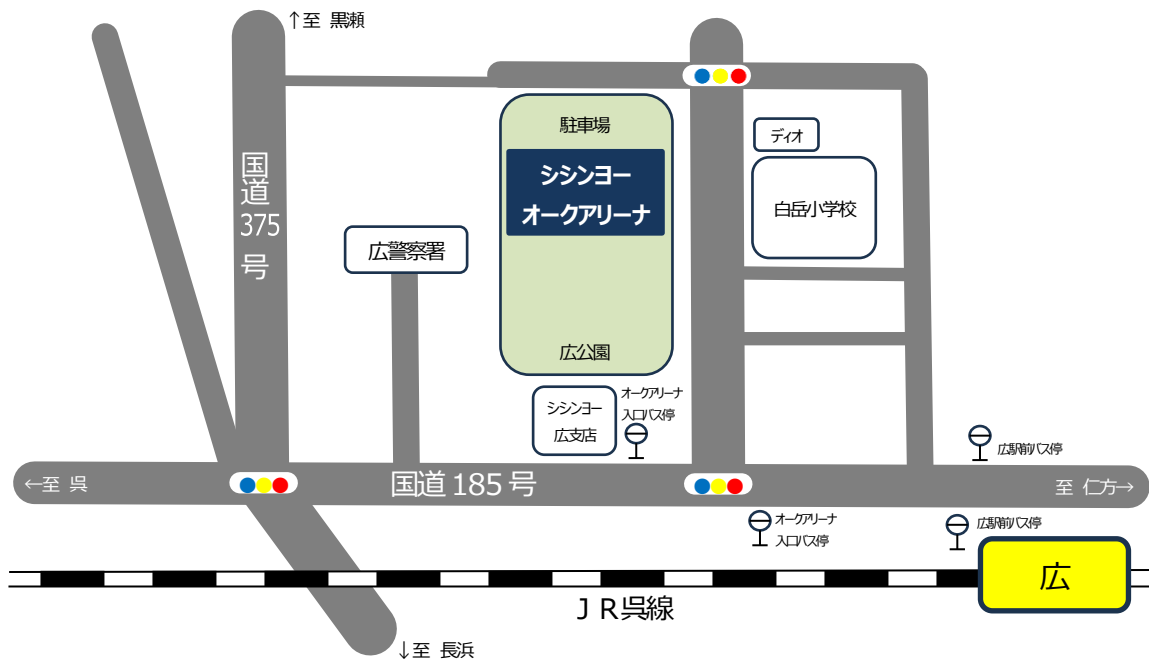 ↑至 黒瀬
国道
375
号
駐車場
シシンヨー
オークアリーナ
ディオ
白岳小学校
広警察署
広公園
シシンヨー
広支店
オークアリーナ
入口バス停
広駅前バス停
←至 呉
国道185号
至 仁方→
オークアリーナ
入口バス停
広駅前バス停
広
ＪＲ呉線
↓至 長浜